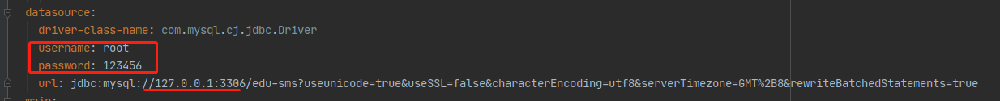 datasource:
driver-class-name: com.mysql.cj.jdbc.Driver
username: root
password: 123456
url: jdbc:mysql://127.0.0.1:3306/edu-sms?useunicode=true&useSSL=false&characterEncoding=utf8&serverTimezone=GMT%2B8&rewriteBatchedStatements=true
main: